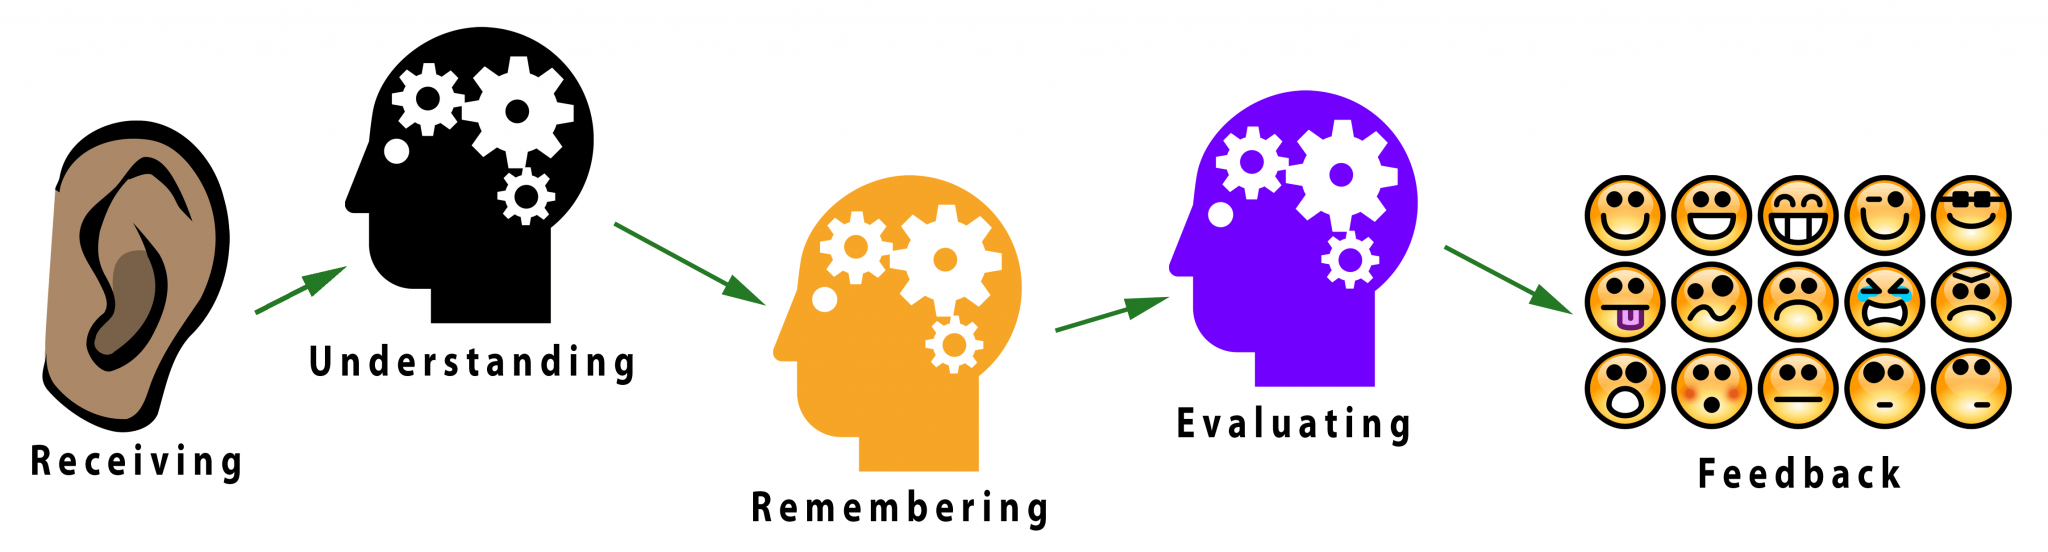 Receiving
Understanding
Remembering
Evaluating
Feedback